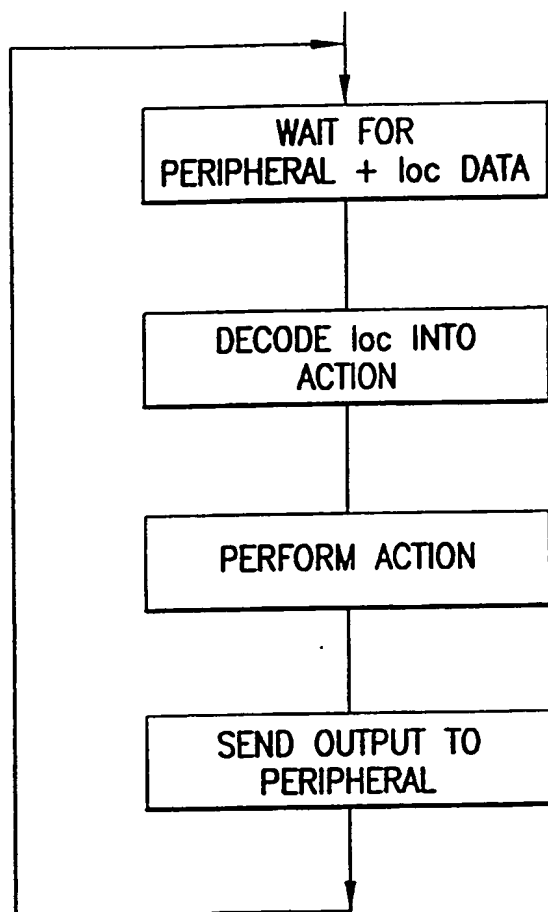 WAIT FOR
PERIPHERAL + loc DATA
DECODE loc INTO
ACTION
PERFORM ACTION
SEND OUTPUT TO
PERIPHERAL